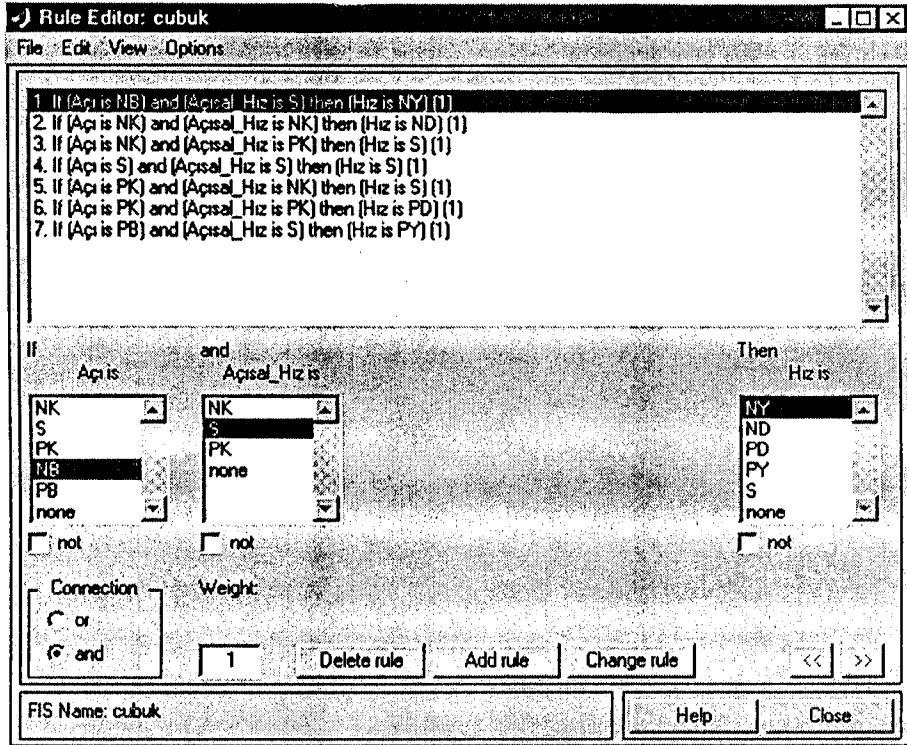 Rule Editor: cubuk
File Edit View Options
1. If (Açı is NB) and (Açısal_Hız is S) then (Hız is NY) (1)
2. If (Açı is NK) and (Açısal_Hız is NK) then (Hız is ND) (1)
3. If (Açı is NK) and (Açısal_Hız is PK) then (Hız is S) (1)
4. If (Açı is S) and (Açısal_Hız is S) then (Hız is S) (1)
5. If (Açı is PK) and (Açısal_Hız is NK) then (Hız is S) (1)
6. If (Açı is PK) and (Açısal_Hız is PK) then (Hız is PD) (1)
7. If (Açı is PB) and (Açısal_Hız is S) then (Hız is PY) (1)
If and Then
Açı is Açısal_Hız is Hız is
NK NK NY
S S ND
PK PK PD
NB none PY
PB S
none none
not not not
Connection Weight:
or
and 1 Delete rule Add rule Change rule << >>
FIS Name: cubuk Help Close